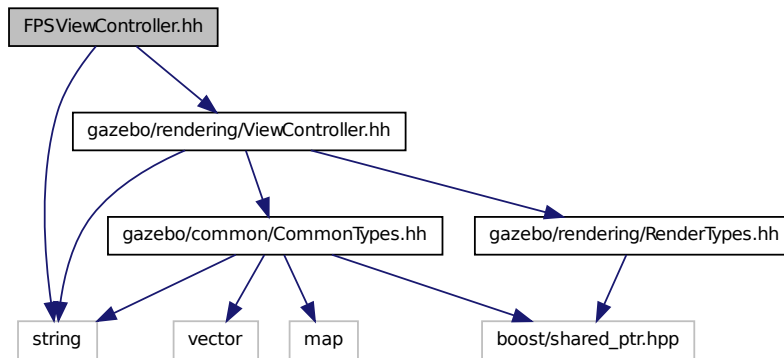 FPSViewController.hh
gazebo/rendering/ViewController.hh
gazebo/common/CommonTypes.hh
gazebo/rendering/RenderTypes.hh
string
vector
map
boost/shared_ptr.hpp